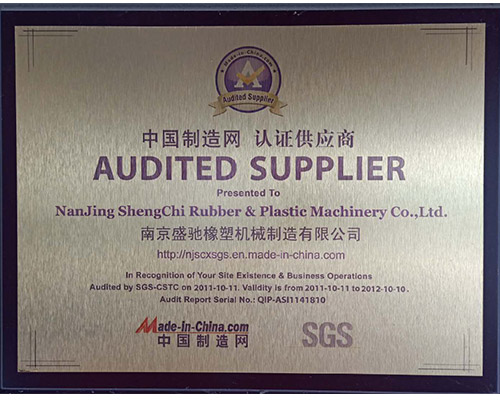 Made-in-China.com
A
Audited Supplier
中国制造网 认证供应商
AUDITED SUPPLIER
Presented To
NanJing ShengChi Rubber & Plastic Machinery Co.,Ltd.
南京盛驰橡塑机械制造有限公司
http://njscxsgs.en.made-in-china.com
In Recognition of Your Site Existence & Business Operations
Audited by SGS-CSTC on 2011-10-11. Validity is from 2011-10-11 to 2012-10-10.
Audit Report Serial No.: QIP-ASI1141810
Made-in-China.com SGS
中国制造网